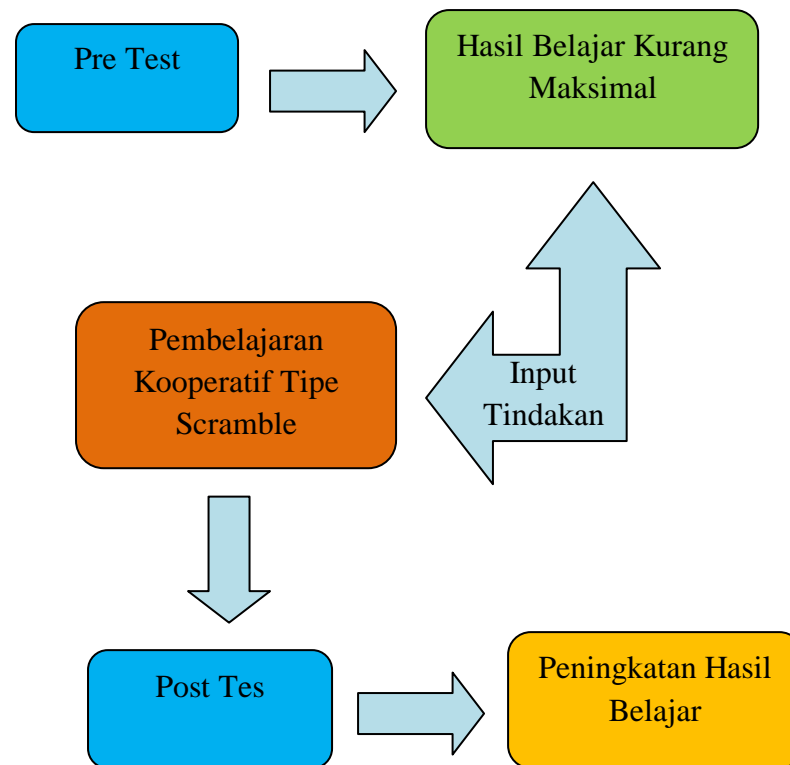 Pre Test
Hasil Belajar Kurang
Maksimal
Pembelajaran
Kooperatif Tipe
Scramble
Input
Tindakan
Post Tes
Peningkatan Hasil
Belajar